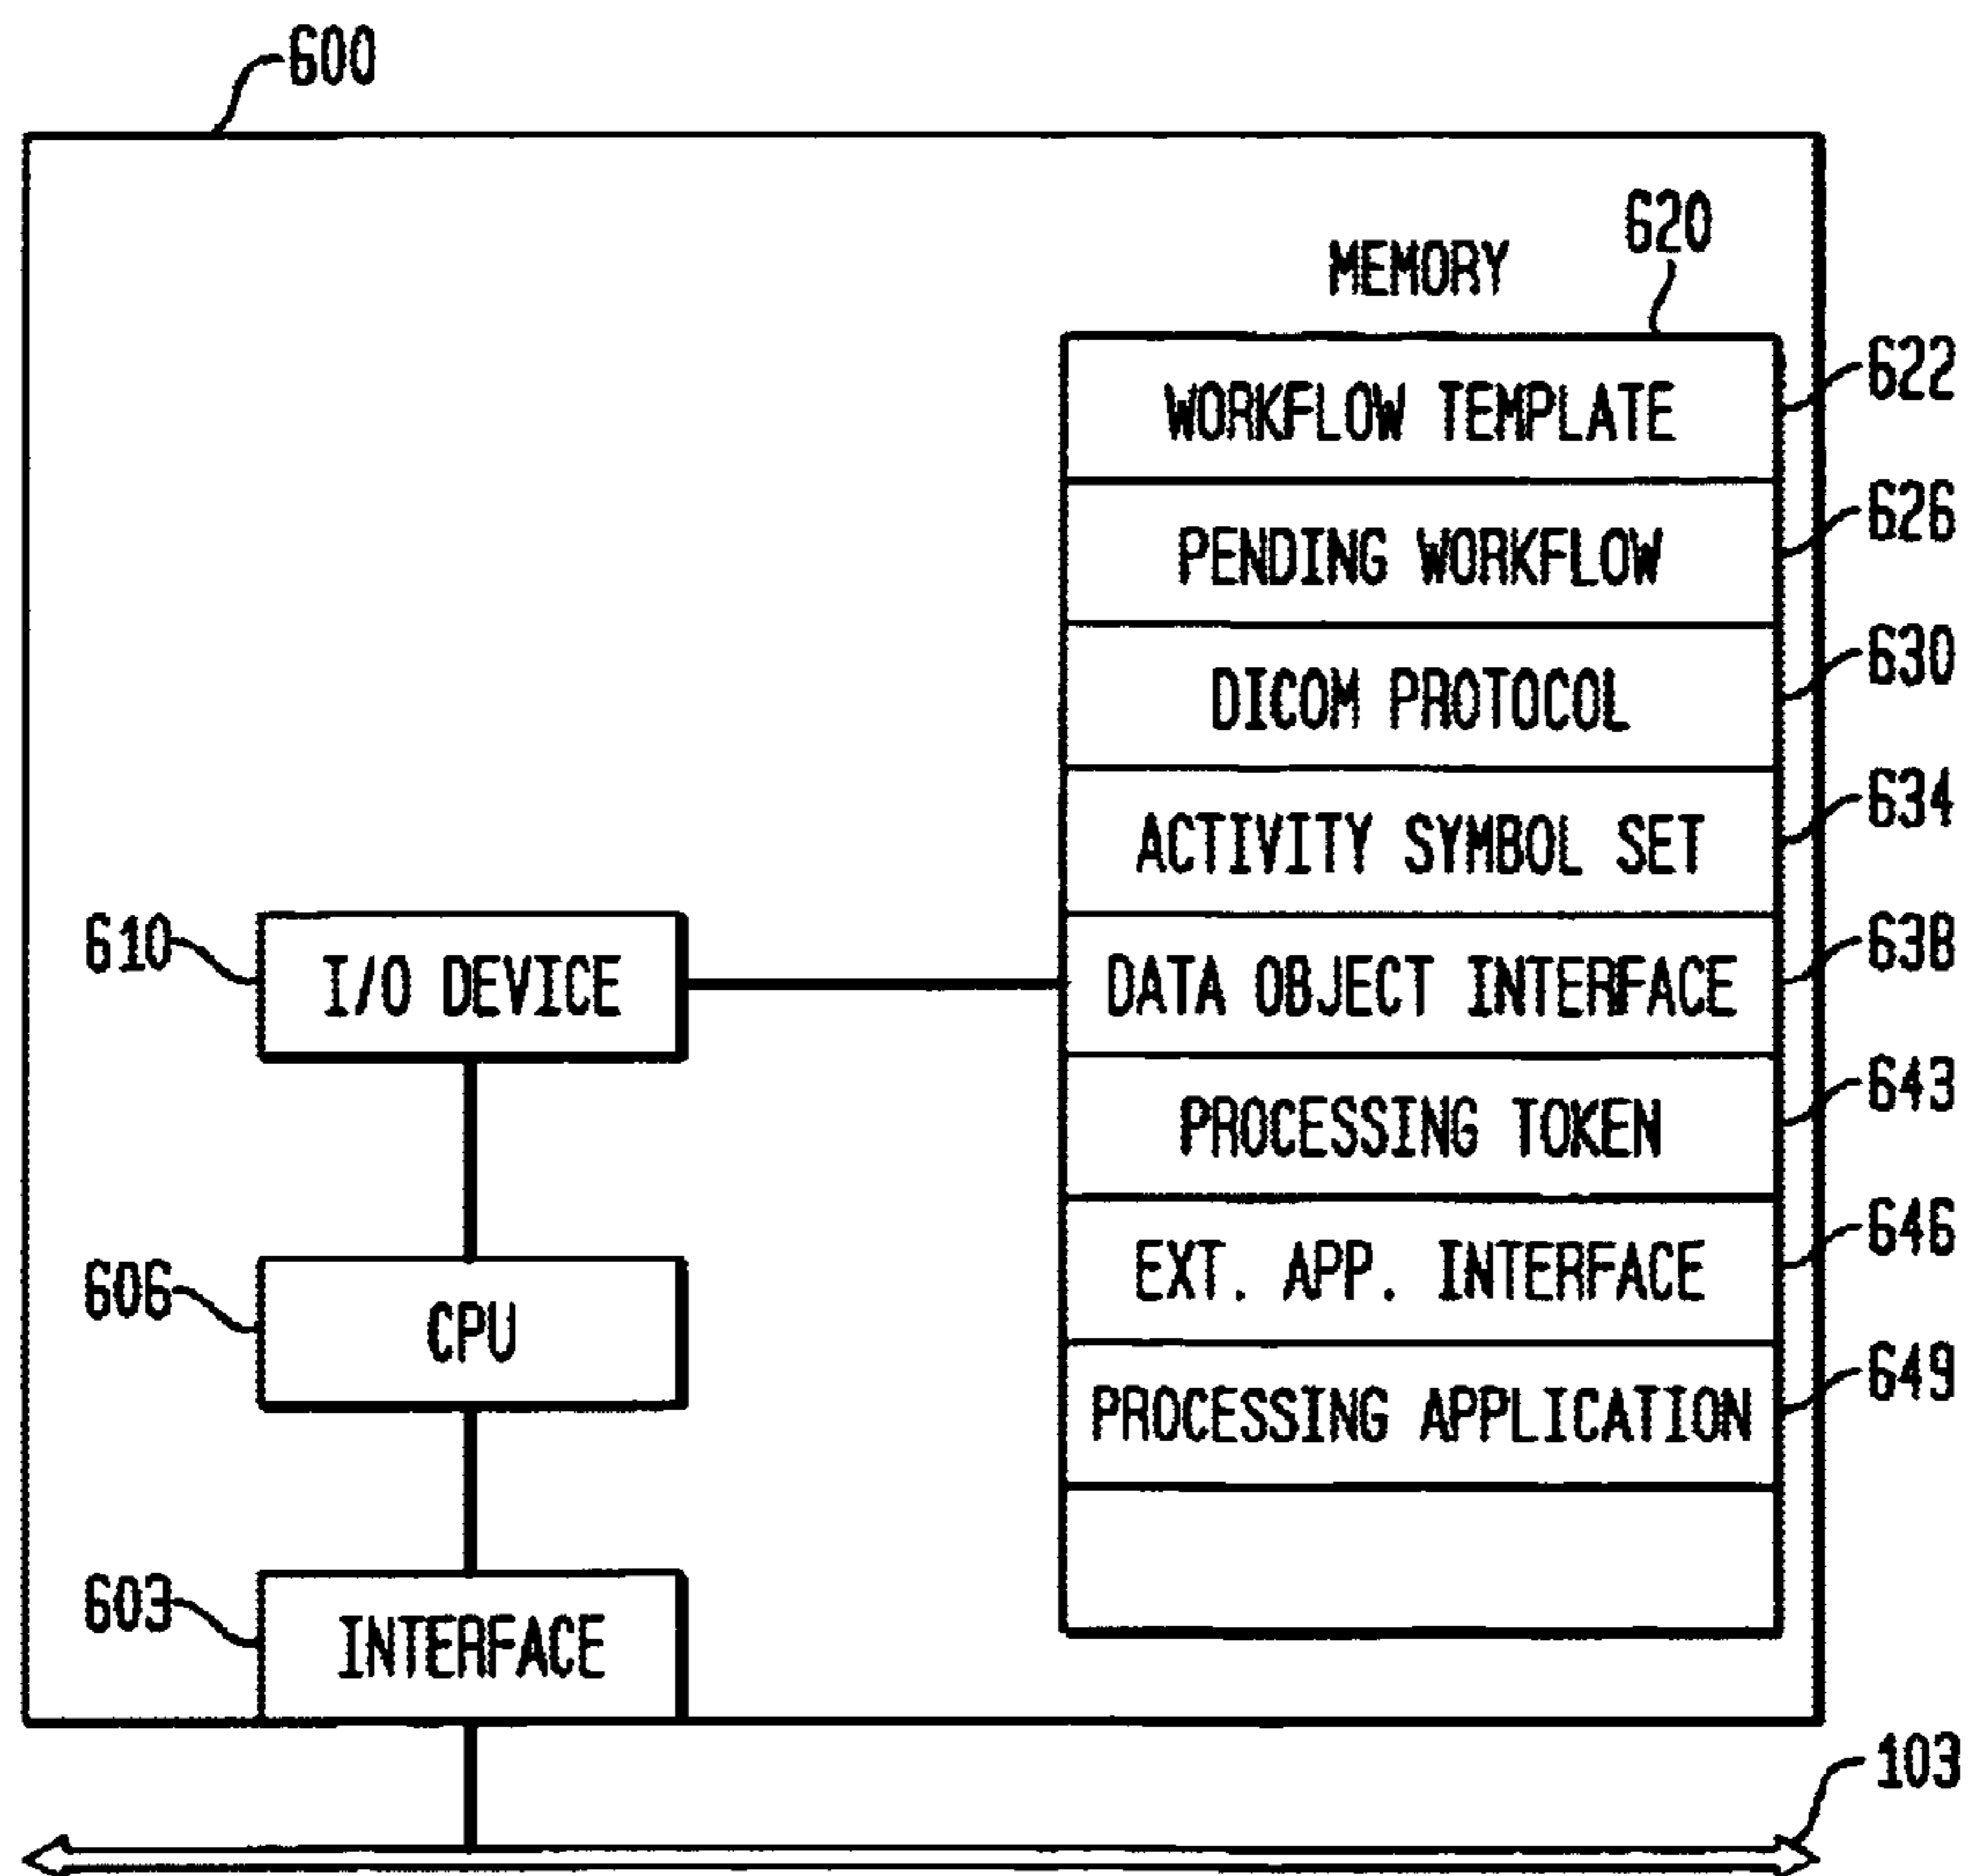 600
620
MEMORY
622
WORKFLOW TEMPLATE
626
PENDING WORKFLOW
630
DICOM PROTOCOL
634
ACTIVITY SYMBOL SET
638
610
I/O DEVICE
DATA OBJECT INTERFACE
643
PROCESSING TOKEN
646
606
CPU
EXT. APP. INTERFACE
649
PROCESSING APPLICATION
603
INTERFACE
103